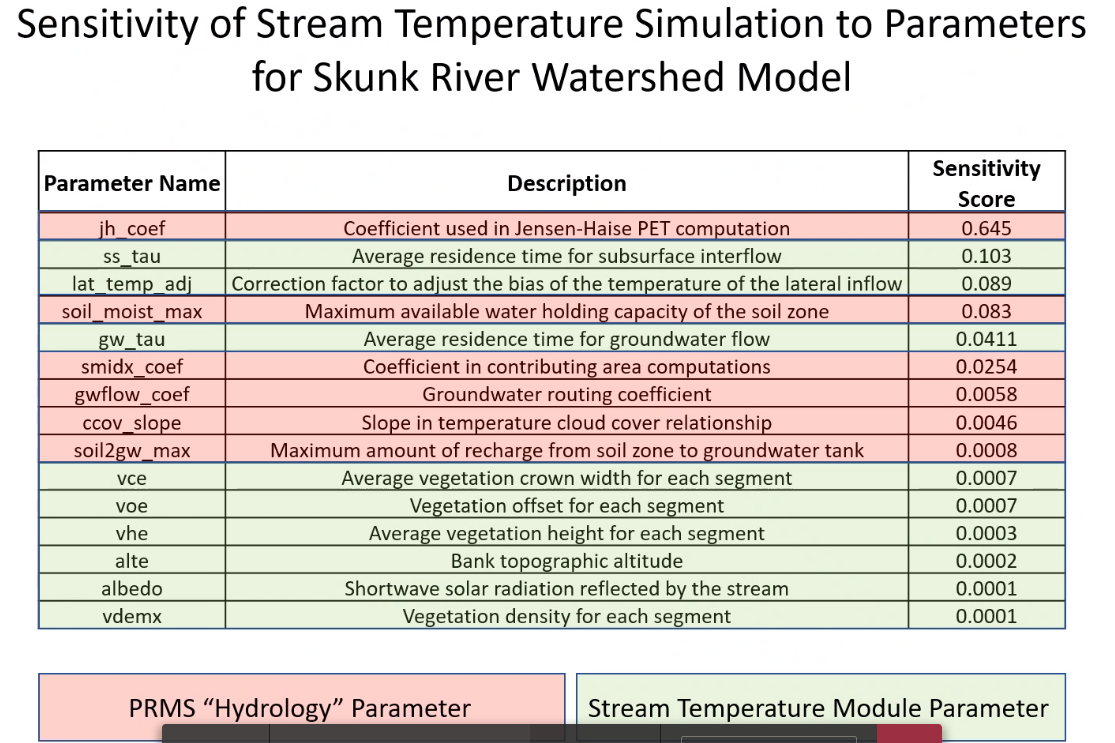 Sensitivity of Stream Temperature Simulation to Parameters
for Skunk River Watershed Model
Parameter Name Description Sensitivity Score
jh_coef Coefficient used in Jensen-Haise PET computation 0.645
ss_tau Average residence time for subsurface interflow 0.103
lat_temp_adj Correction factor to adjust the bias of the temperature of the lateral inflow 0.089
soil_moist_max Maximum available water holding capacity of the soil zone 0.083
gw_tau Average residence time for groundwater flow 0.0411
smidx_coef Coefficient in contributing area computations 0.0254
gwflow_coef Groundwater routing coefficient 0.0058
ccov_slope Slope in temperature cloud cover relationship 0.0046
soil2gw_max Maximum amount of recharge from soil zone to groundwater tank 0.0008
vce Average vegetation crown width for each segment 0.0007
voe Vegetation offset for each segment 0.0007
vhe Average vegetation height for each segment 0.0003
alte Bank topographic altitude 0.0002
albedo Shortwave solar radiation reflected by the stream 0.0001
vdemx Vegetation density for each segment 0.0001
PRMS “Hydrology” Parameter Stream Temperature Module Parameter